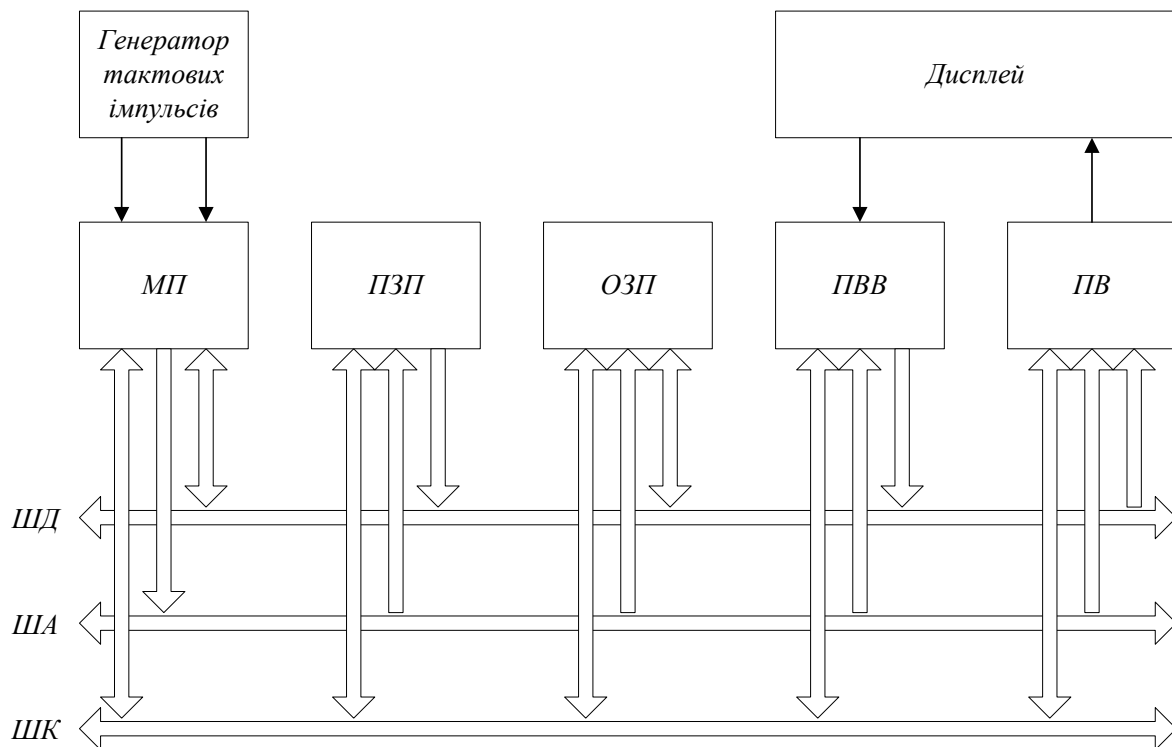 Генератор
тактових
імпульсів
Дисплей
МП
ПЗП
ОЗП
ПВВ
ПВ
ШД
ША
ШК